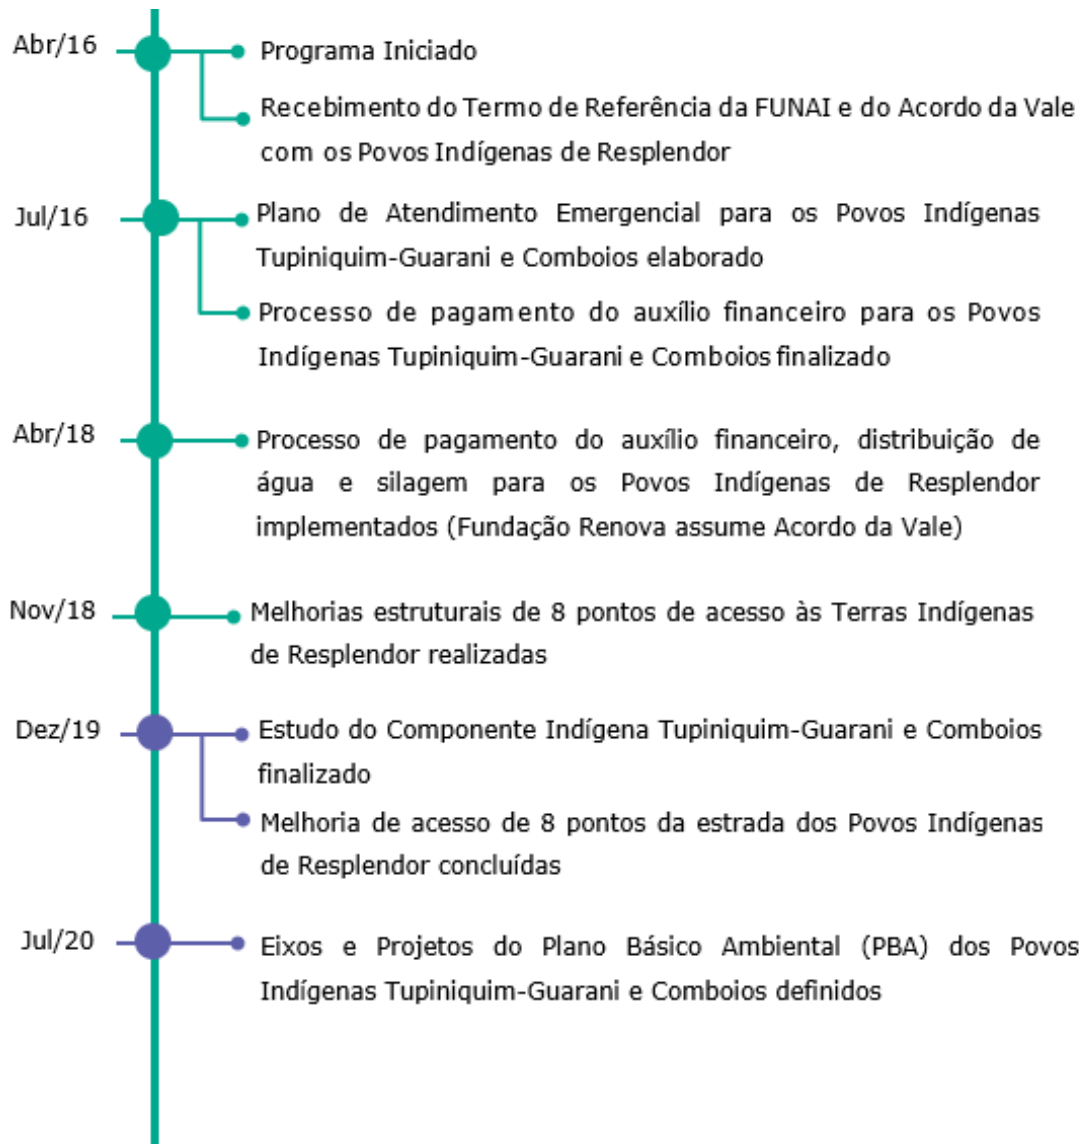 Abr/16
Programa Iniciado
Recebimento do Termo de Referência da FUNAI e do Acordo da Vale
com os Povos Indígenas de Resplendor
Jul/16
Plano de Atendimento Emergencial para os Povos Indígenas
Tupiniquim-Guarani e Comboios elaborado
Processo de pagamento do auxílio financeiro para os Povos
Indígenas Tupiniquim-Guarani e Comboios finalizado
Abr/18
Processo de pagamento do auxílio financeiro, distribuição de
água e silagem para os Povos Indígenas de Resplendor
implementados (Fundação Renova assume Acordo da Vale)
Nov/18
Melhorias estruturais de 8 pontos de acesso às Terras Indígenas
de Resplendor realizadas
Dez/19
Estudo do Componente Indígena Tupiniquim-Guarani e Comboios
finalizado
Melhoria de acesso de 8 pontos da estrada dos Povos Indígenas
de Resplendor concluídas
Jul/20
Eixos e Projetos do Plano Básico Ambiental (PBA) dos Povos
Indígenas Tupiniquim-Guarani e Comboios definidos